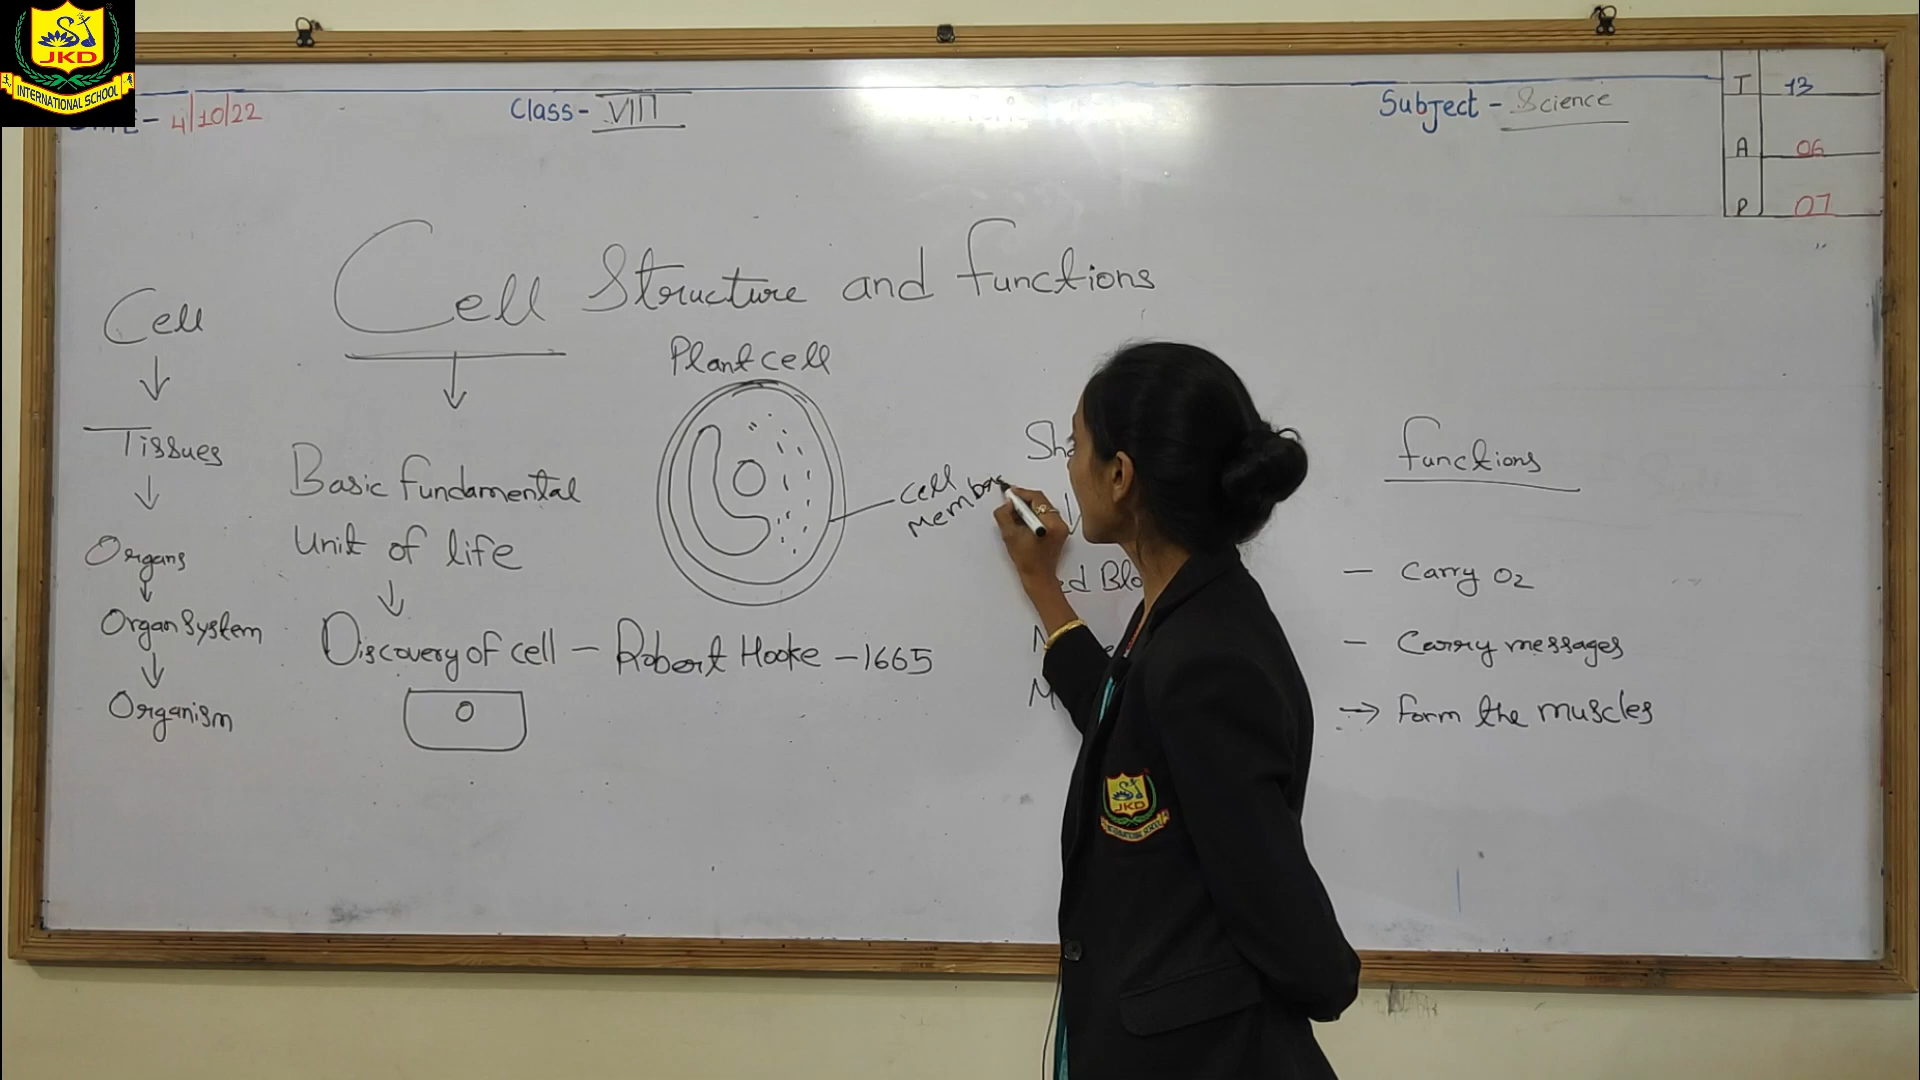 JKD
INTERNATIONAL SCHOOL
4/10/22
Class- VIII
Subject - Science
T 13
A 06
P 07
Cell Structure and functions
Cell
Tissues
Organs
Organ System
Organism
Basic fundamental
Unit of life
Discovery of cell - Robert Hooke - 1665
O
Plant cell
Cell
functions
- Carry O2
- Carry messages
-> form the muscles
JKD